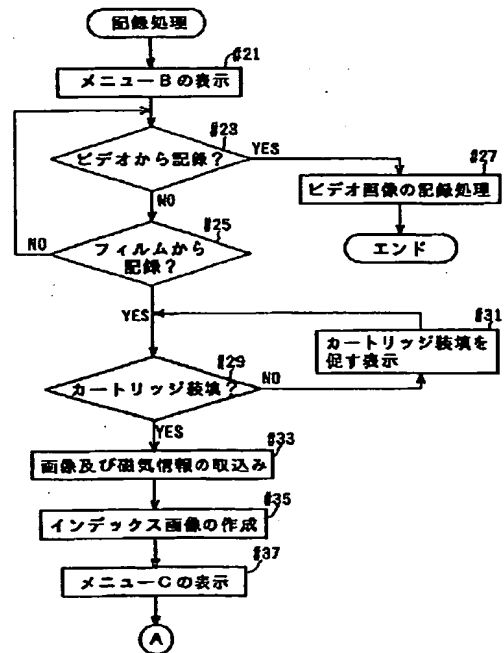 記録処理
#21
メニューBの表示
#23
ビデオから記録?
YES
#27
ビデオ画像の記録処理
エンド
NO
#25
フィルムから
記録?
NO
YES
#31
カートリッジ装填を
促す表示
#29
カートリッジ装填?
NO
YES
#33
画像及び磁気情報の取込み
#35
インデックス画像の作成
#37
メニューCの表示
A